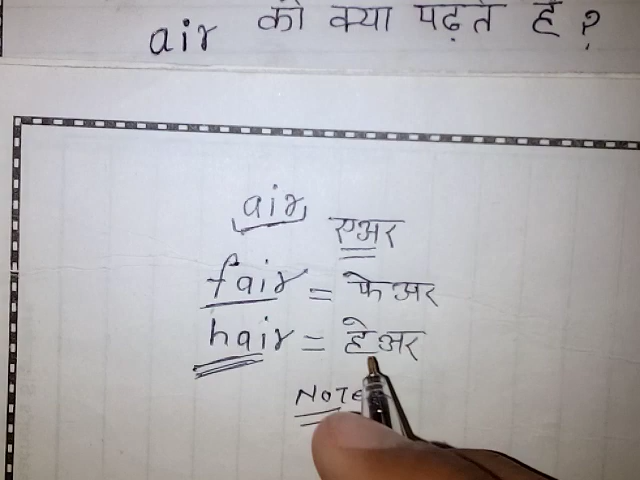 air को क्या पढ़ते हैं ?
air एअर
fair = फेअर
hair = हेअर
NOTE